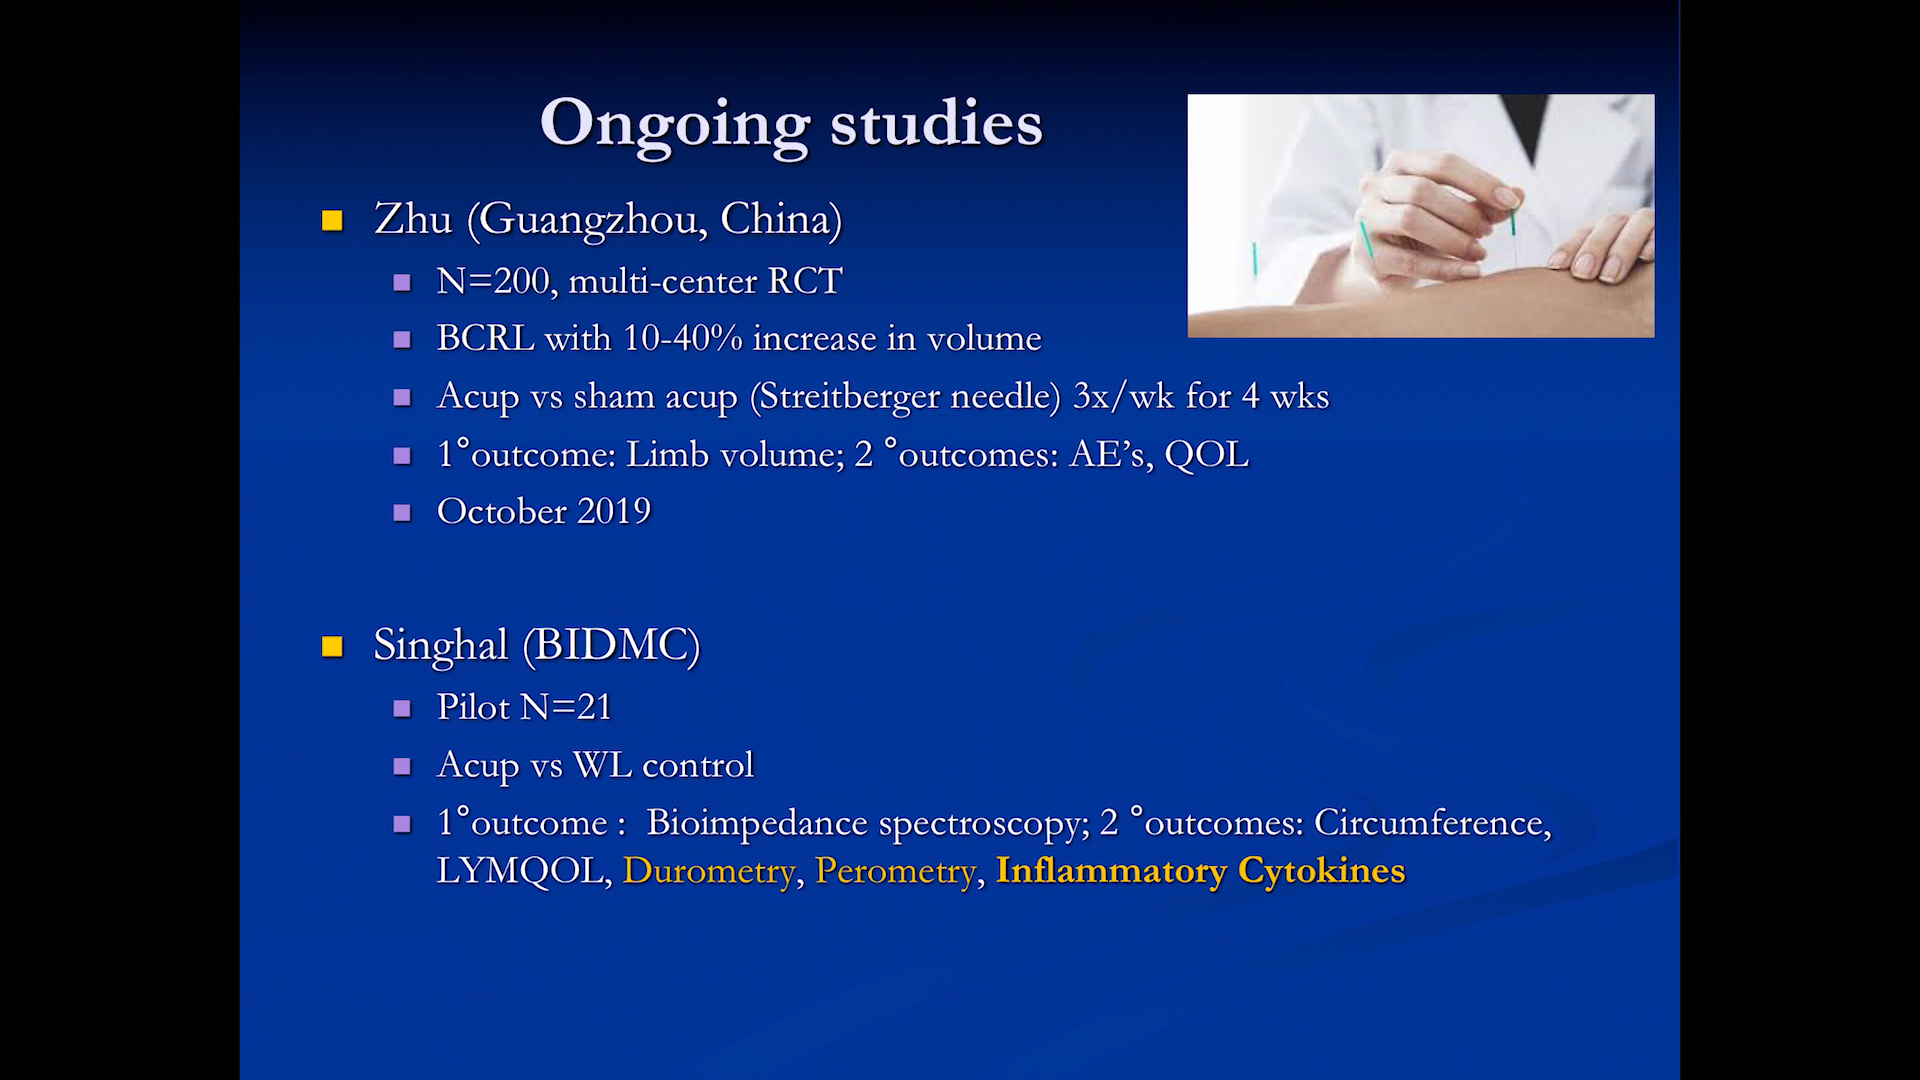 Ongoing studies
Zhu (Guangzhou, China)
N=200, multi-center RCT
BCRL with 10-40% increase in volume
Acup vs sham acup (Streitberger needle) 3x/wk for 4 wks
1°outcome: Limb volume; 2 °outcomes: AE’s, QOL
October 2019
Singhal (BIDMC)
Pilot N=21
Acup vs WL control
1°outcome :  Bioimpedance spectroscopy; 2 °outcomes: Circumference,
LYMQOL, Durometry, Perometry, Inflammatory Cytokines